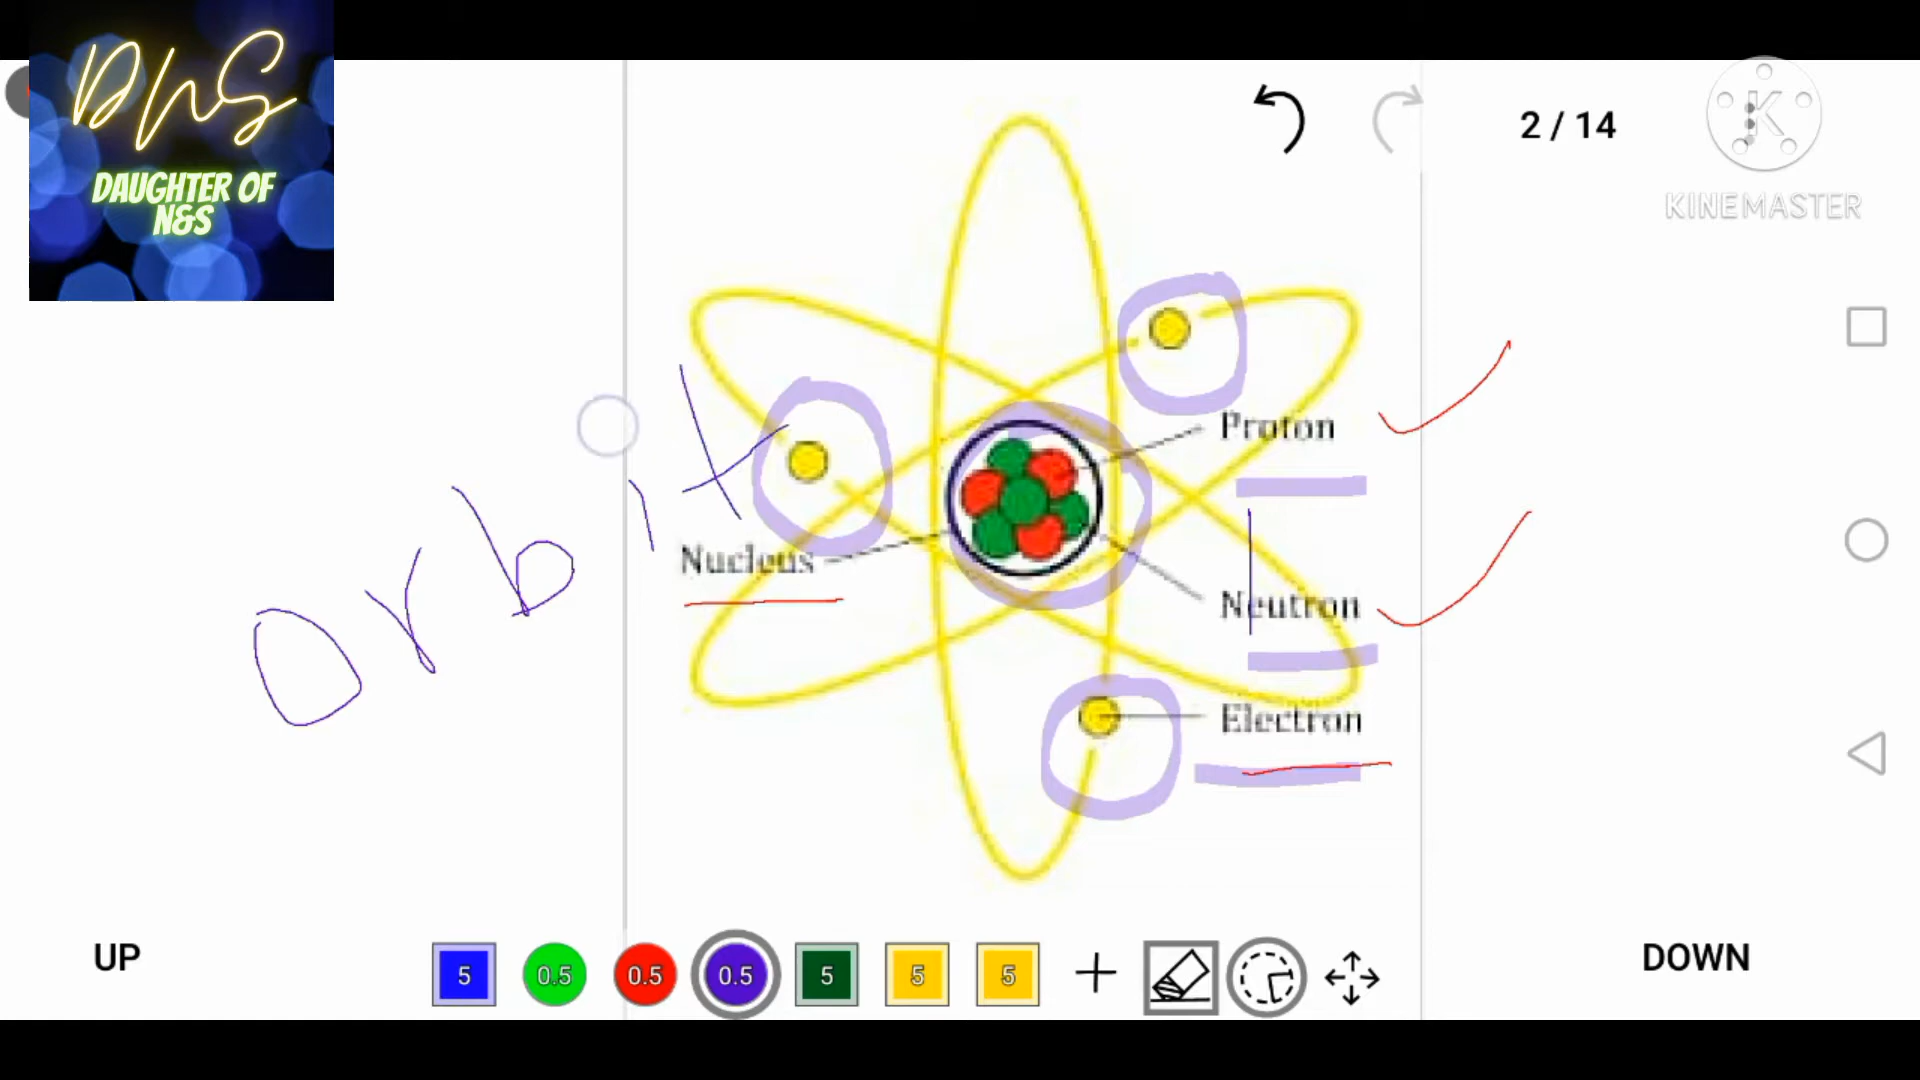 DNS
DAUGHTER OF
N&S
2 / 14
K
KINEMASTER
Proton
Orbit
Nucleus
Neutron
Electron
UP
5
0.5
0.5
0.5
5
5
5
DOWN